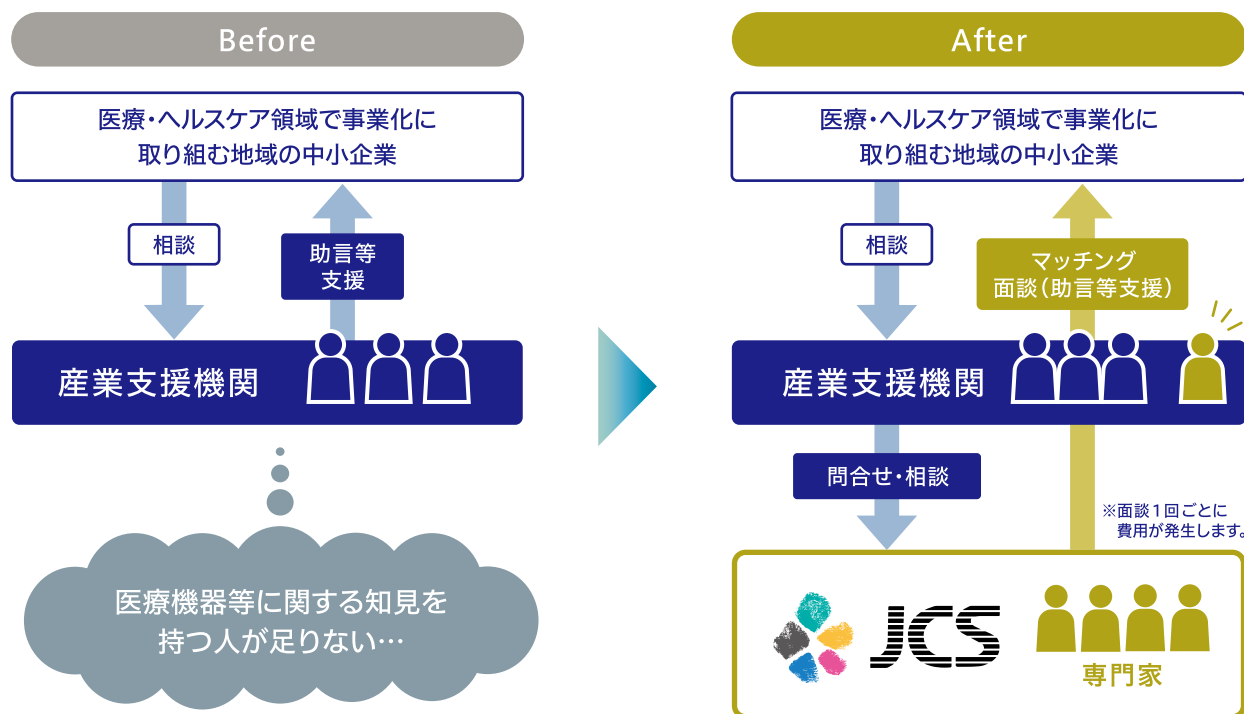 Before
医療・ヘルスケア領域で事業化に
取り組む地域の中小企業
相談
助言等
支援
産業支援機関
医療機器等に関する知見を
持つ人が足りない…
After
医療・ヘルスケア領域で事業化に
取り組む地域の中小企業
相談
マッチング
面談（助言等支援）
産業支援機関
問合せ・相談
※面談1回ごとに
費用が発生します。
JCS
専門家